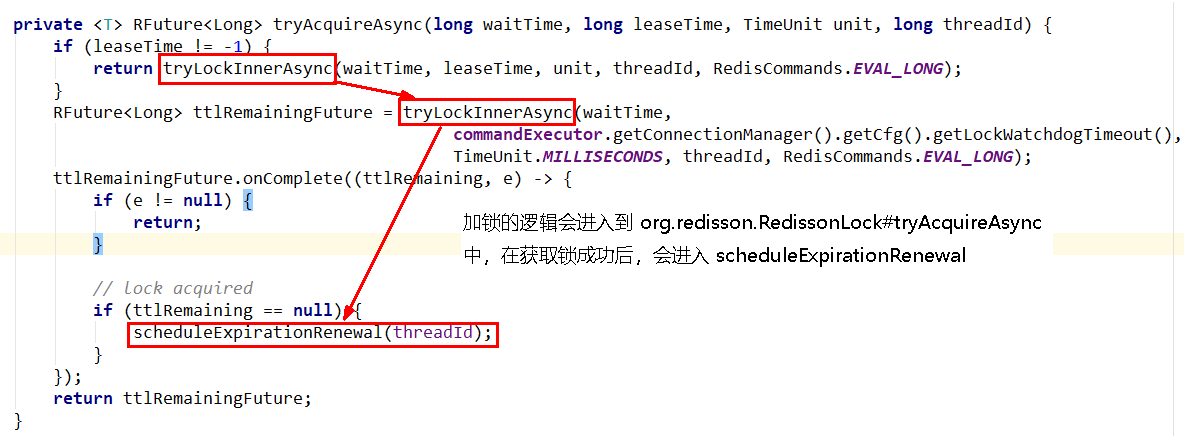 private <T> RFuture<Long> tryAcquireAsync(long waitTime, long leaseTime, TimeUnit unit, long threadId) {
    if (leaseTime != -1) {
        return tryLockInnerAsync(waitTime, leaseTime, unit, threadId, RedisCommands.EVAL_LONG);
    }
    RFuture<Long> ttlRemainingFuture = tryLockInnerAsync(waitTime,
                                            commandExecutor.getConnectionManager().getCfg().getLockWatchdogTimeout(),
                                            TimeUnit.MILLISECONDS, threadId, RedisCommands.EVAL_LONG);
    ttlRemainingFuture.onComplete((ttlRemaining, e) -> {
        if (e != null) {
            return;
        }
加锁的逻辑会进入到 org.redisson.RedissonLock#tryAcquireAsync
中，在获取锁成功后，会进入 scheduleExpirationRenewal
        // lock acquired
        if (ttlRemaining == null) {
            scheduleExpirationRenewal(threadId);
        }
    });
    return ttlRemainingFuture;
}